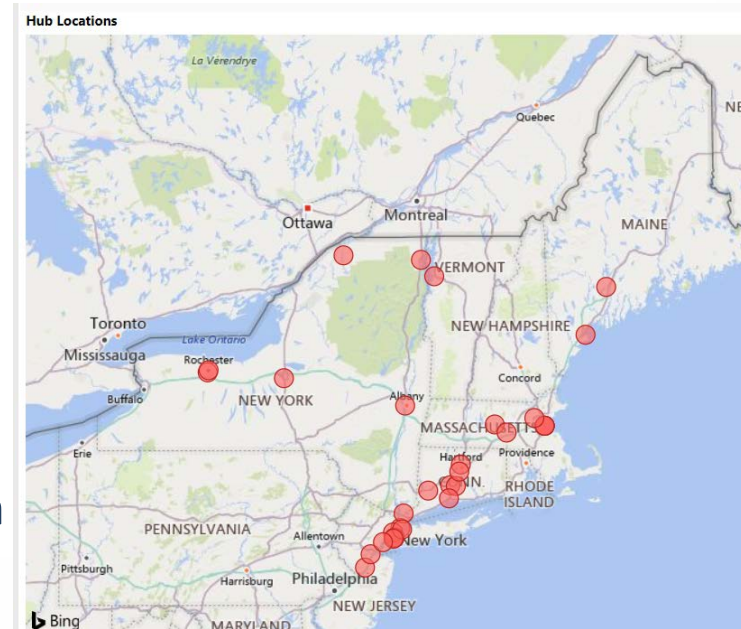 Hub Locations
La Verendrye
NE
Quebec
Ottawa
Montreal
MAINE
VERMONT
Toronto
Lake Ontario
NEW HAMPSHIRE
Mississauga
Rochester
Concord
Buffalo
NEW YORK
Albany
MASSACHUSETTS
Erie
Hartford
Providence
CONN.
RHODE
ISLAND
PENNSYLVANIA
Allentown
New York
Pittsburgh
Harrisburg
Philadelphia
NEW JERSEY
Bing
MARYLAND